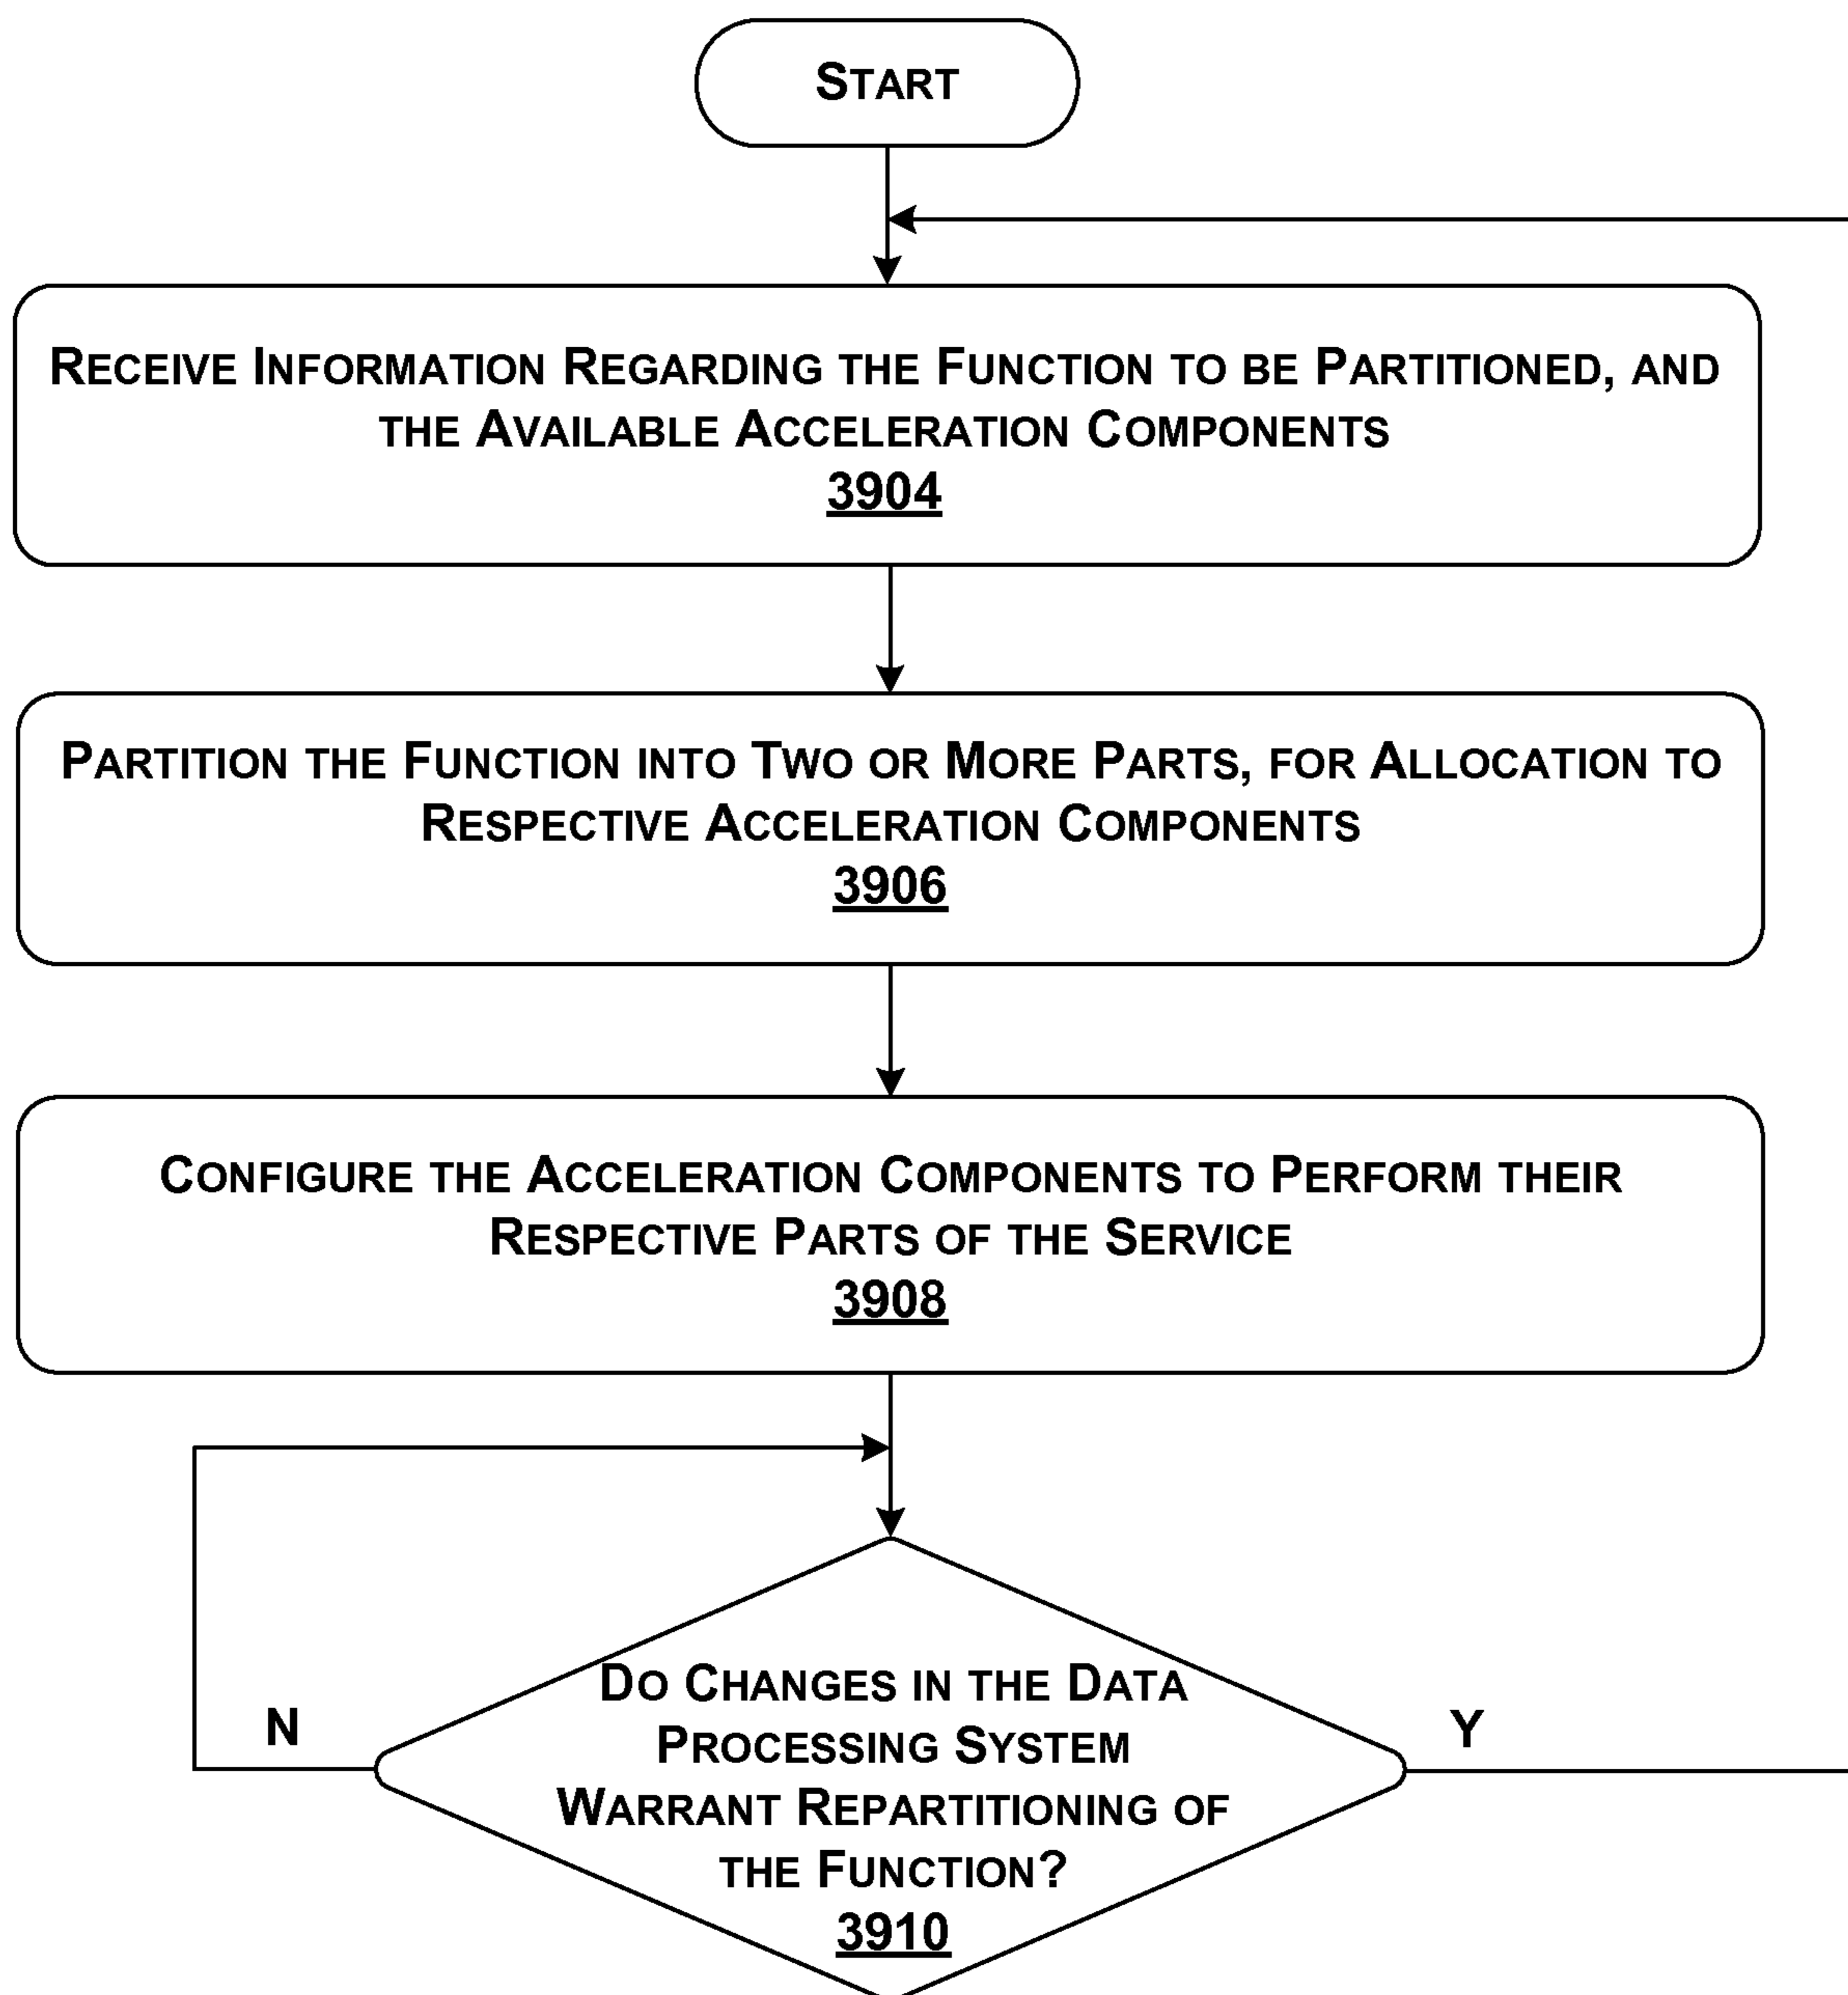 START
RECEIVE INFORMATION REGARDING THE FUNCTION TO BE PARTITIONED, AND
THE AVAILABLE ACCELERATION COMPONENTS
3904
PARTITION THE FUNCTION INTO TWO OR MORE PARTS, FOR ALLOCATION TO
RESPECTIVE ACCELERATION COMPONENTS
3906
CONFIGURE THE ACCELERATION COMPONENTS TO PERFORM THEIR
RESPECTIVE PARTS OF THE SERVICE
3908
DO CHANGES IN THE DATA
PROCESSING SYSTEM
WARRANT REPARTITIONING OF
THE FUNCTION?
3910
N
Y